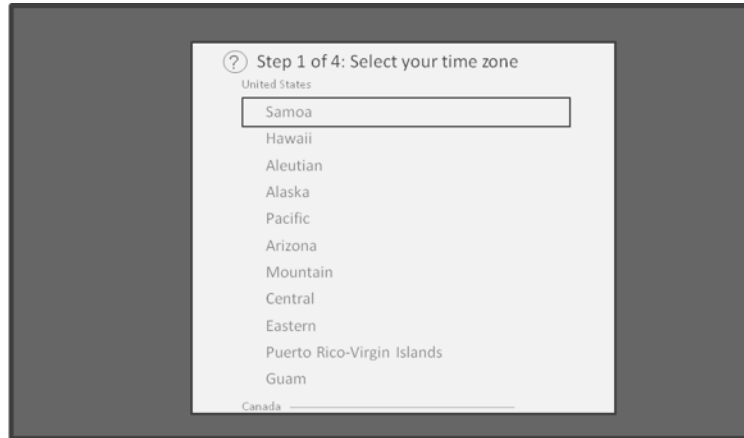 ? Step 1 of 4: Select your time zone
United States
Samoa
Hawaii
Aleutian
Alaska
Pacific
Arizona
Mountain
Central
Eastern
Puerto Rico-Virgin Islands
Guam
Canada